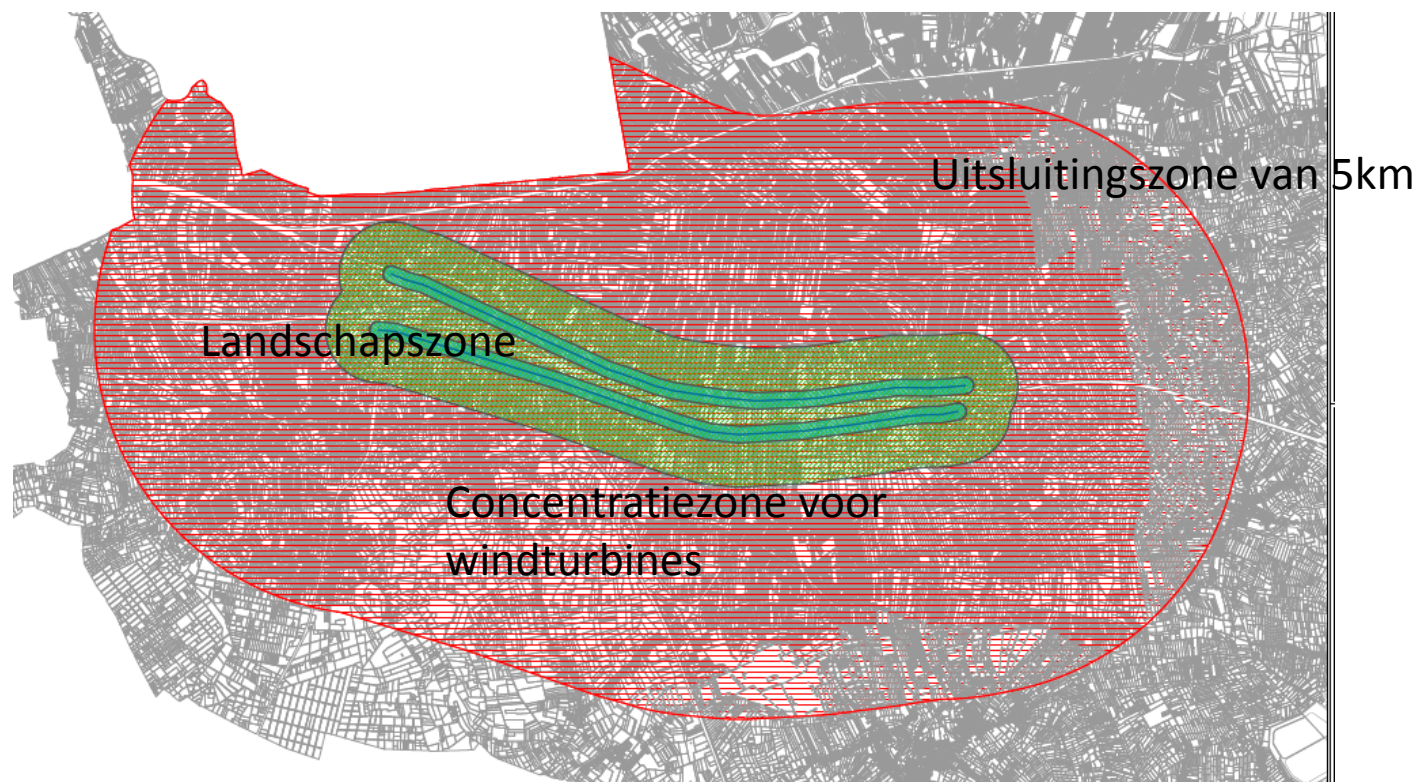 Uitsluitingszone van 5km
Landschapszone
Concentratiezone voor
windturbines